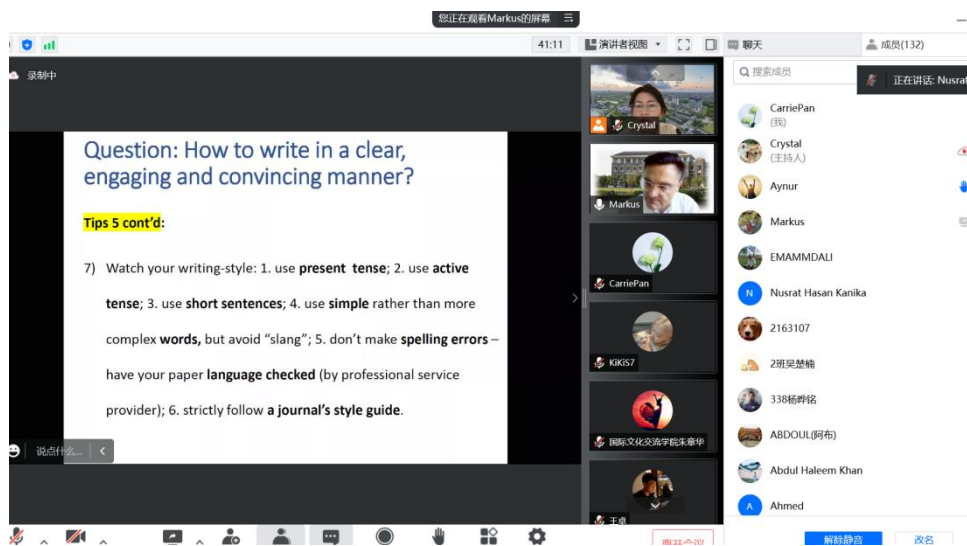 您正在观看Markus的屏幕
41:11
演讲者视图
聊天
成员(132)
录制中
搜索成员
正在讲话: Nusrat
Question: How to write in a clear,
engaging and convincing manner?
Tips 5 cont'd:
7) Watch your writing-style: 1. use present tense; 2. use active
tense; 3. use short sentences; 4. use simple rather than more
complex words, but avoid “slang”; 5. don’t make spelling errors –
have your paper language checked (by professional service
provider); 6. strictly follow a journal’s style guide.
说点什么...
Crystal
Markus
CarriePan
KiKiS7
国际文化交流学院朱章华
王卓
CarriePan
(我)
Crystal
(主持人)
Aynur
Markus
EMAMMDALI
N
Nusrat Hasan Kanika
2163107
2班吴楚楠
338杨晔铭
ABDOUL(阿布)
Abdul Haleem Khan
A
Ahmed
离开会议
解除静音
改名